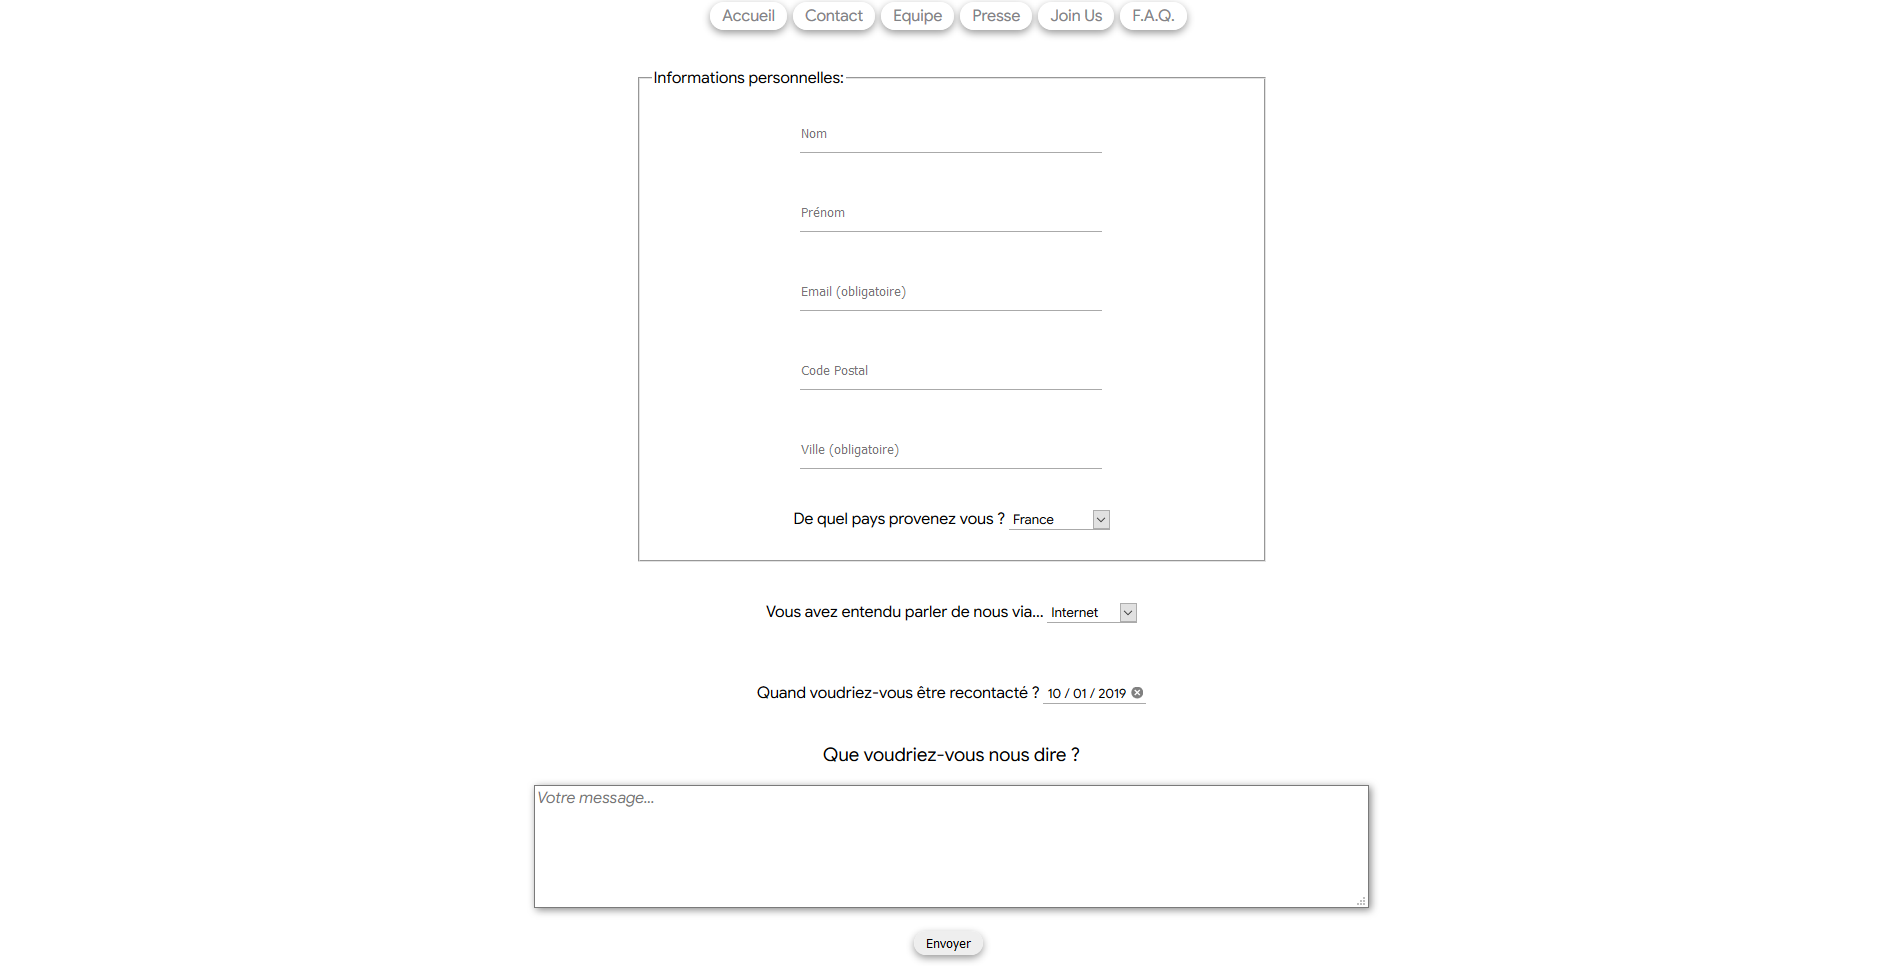 Accueil Contact Equipe Presse Join Us F.A.Q.
Informations personnelles:
Nom
Prénom
Email (obligatoire)
Code Postal
Ville (obligatoire)
De quel pays provenez vous ? France
Vous avez entendu parler de nous via... Internet
Quand voudriez-vous être recontacté ? 10 / 01 / 2019
Que voudriez-vous nous dire ?
Votre message...
Envoyer